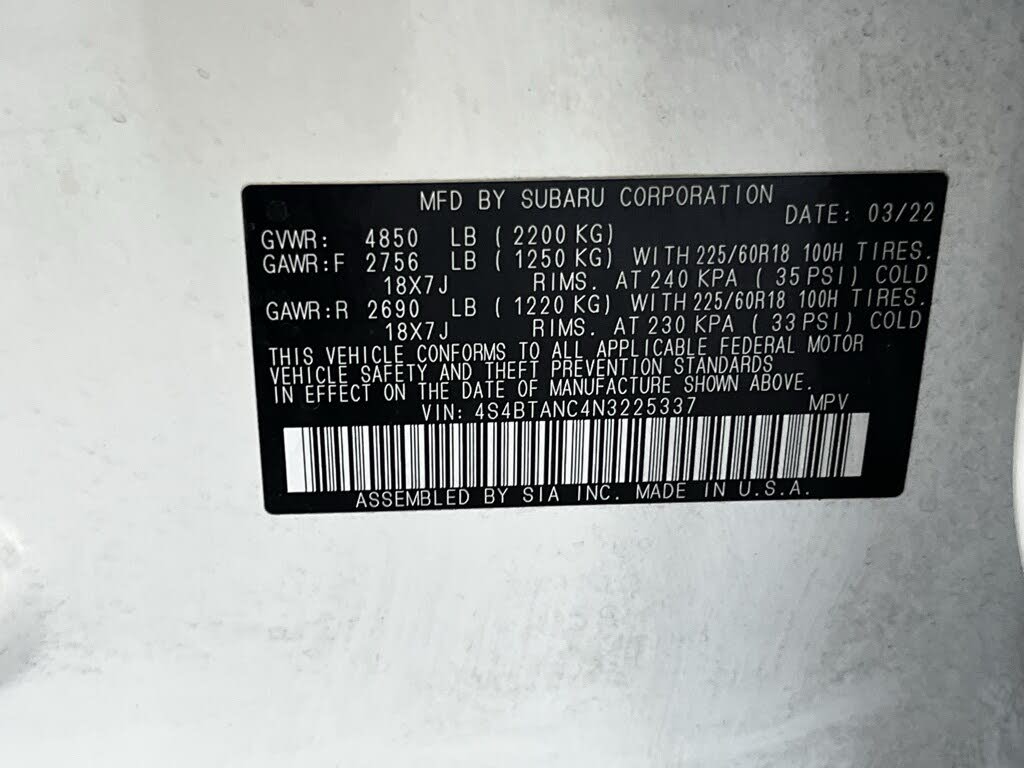 MFD BY SUBARU CORPORATION
DATE: 03/22
GVWR: 4850 LB ( 2200 KG)
GAWR:F 2756 LB ( 1250 KG) WITH 225/60R18 100H TIRES.
18X7J RIMS. AT 240 KPA ( 35 PSI) COLD
GAWR:R 2690 LB ( 1220 KG) WITH 225/60R18 100H TIRES.
18X7J RIMS. AT 230 KPA ( 33 PSI) COLD
THIS VEHICLE CONFORMS TO ALL APPLICABLE FEDERAL MOTOR
VEHICLE SAFETY AND THEFT PREVENTION STANDARDS
IN EFFECT ON THE DATE OF MANUFACTURE SHOWN ABOVE.
VIN: 4S4BTANC4N3225337 MPV
ASSEMBLED BY SIA INC. MADE IN U.S.A.